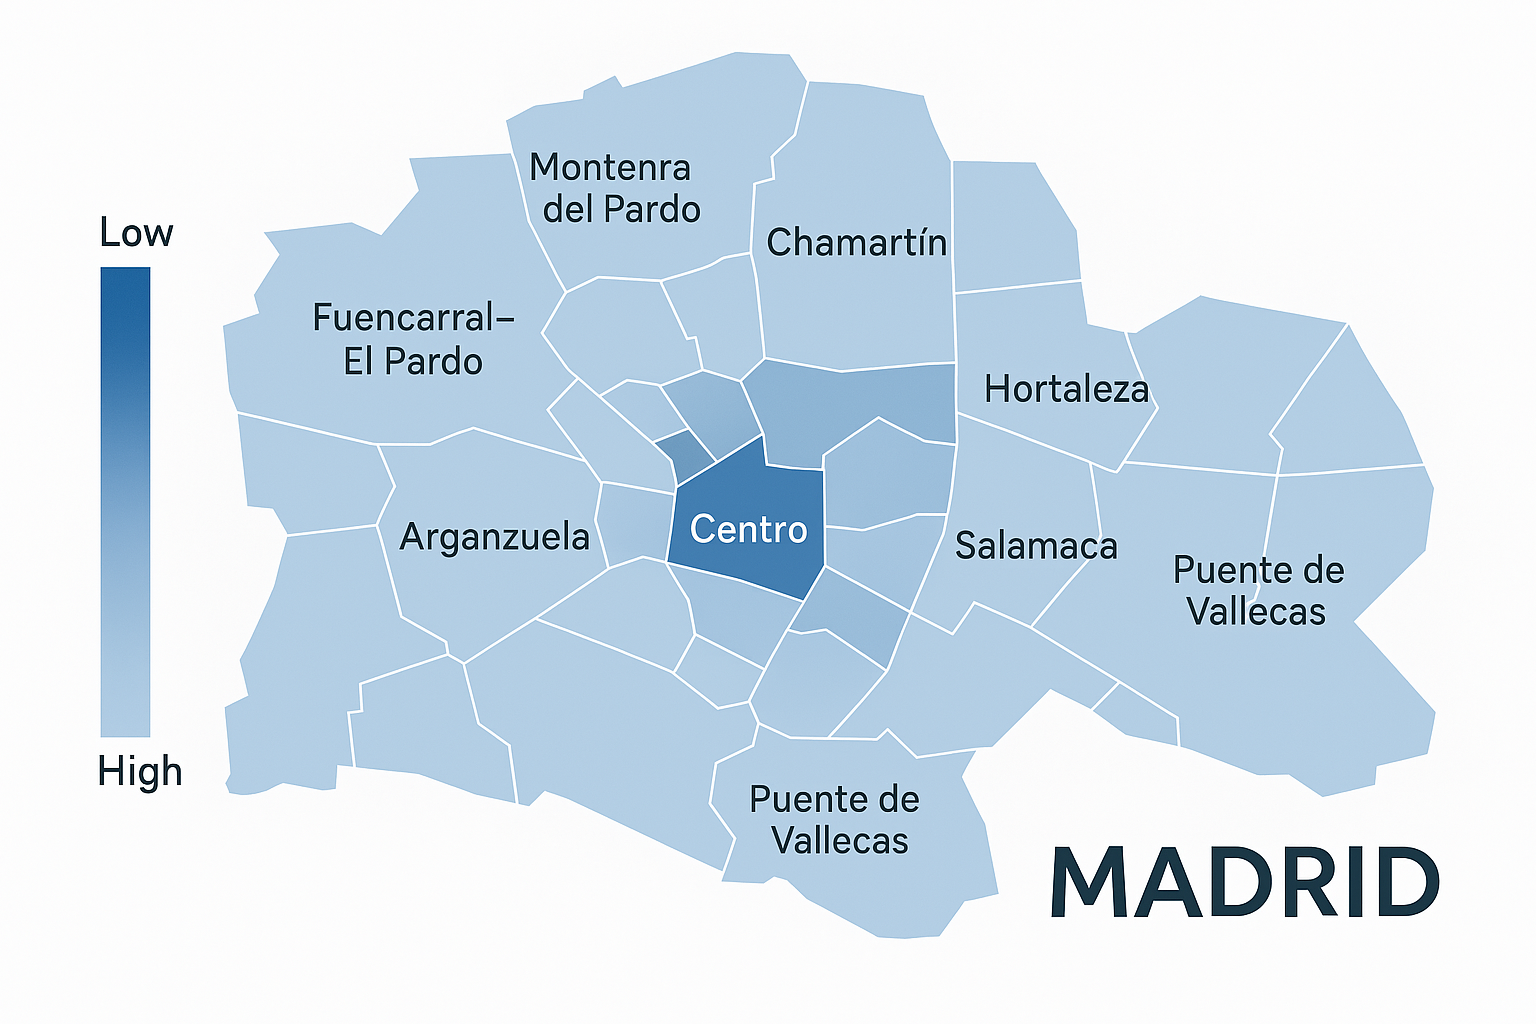 Montenra
del Pardo
Chamartín
Low
Fuencarral–
El Pardo
Hortaleza
Arganzuela
Centro
Salamaca
Puente de
Vallecas
High
Puente de
Vallecas
MADRID